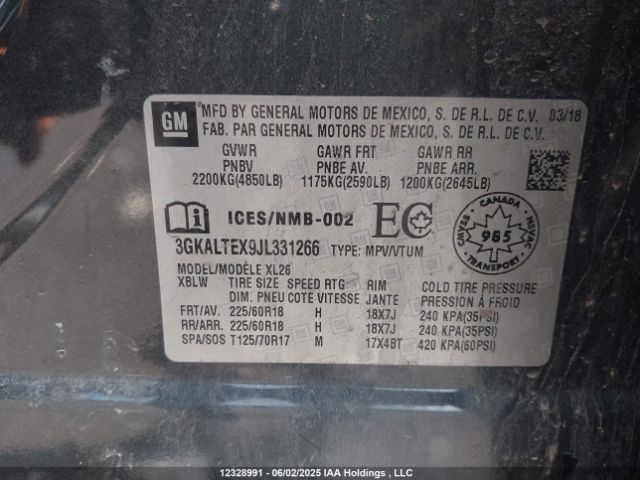 GM
MFD BY GENERAL MOTORS DE MEXICO, S. DE R.L. DE C.V. 03/18
FAB. PAR GENERAL MOTORS DE MEXICO, S. DE R.L. DE C.V.
GVWR GAWR FRT GAWR RR
PNBV PNBE AV. PNBE ARR.
2200KG(4850LB) 1175KG(2590LB) 1200KG(2645LB)
ICES/NMB-002 EC CANADA 985 CMVSS NSVAC
3GKALTEX9JL331266 TYPE: MPV/VTUM
MODEL/MODÈLE XL26
XBLW TIRE SIZE SPEED RTG RIM COLD TIRE PRESSURE
DIM. PNEU COTE VITESSE JANTE PRESSION À FROID
FRT/AV. 225/60R18 H 18X7J 240 KPA(35PSI)
RR/ARR. 225/60R18 H 18X7J 240 KPA(35PSI)
SPA/SOS T125/70R17 M 17X4BT 420 KPA(60PSI)
12328991 - 06/02/2025 IAA Holdings, LLC